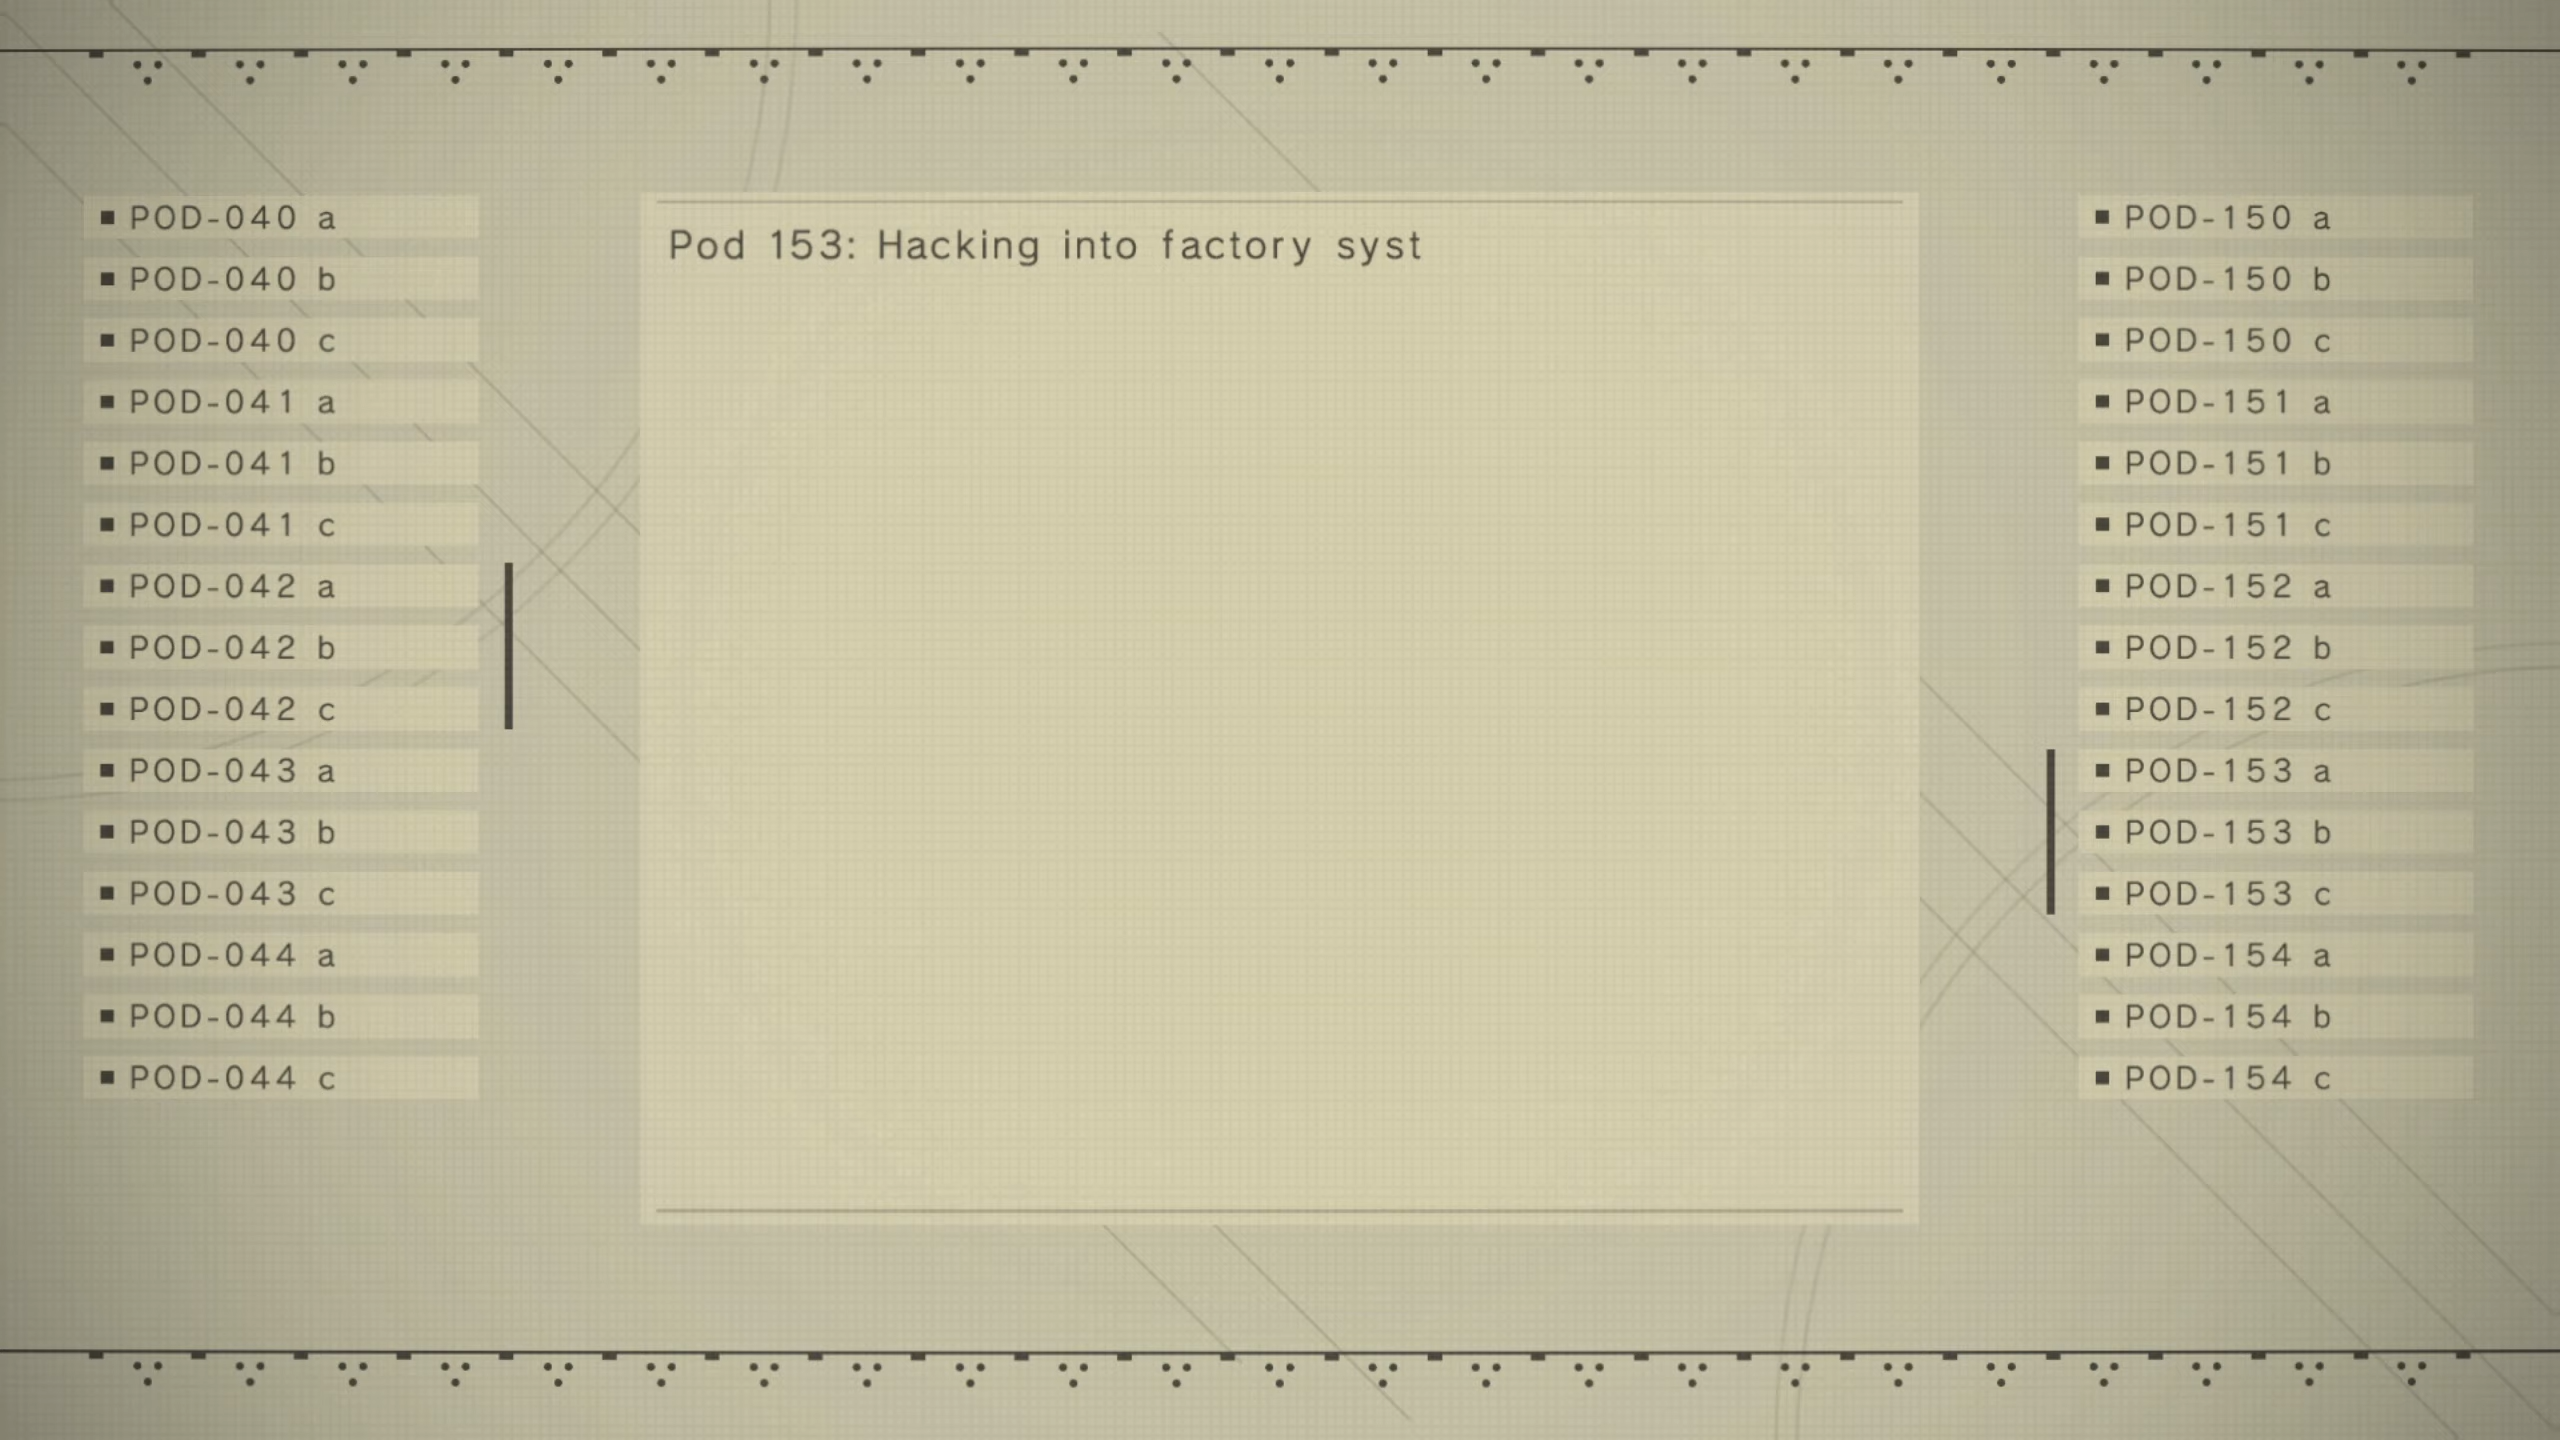 POD-040 a
POD-040 b
POD-040 c
POD-041 a
POD-041 b
POD-041 c
POD-042 a
POD-042 b
POD-042 c
POD-043 a
POD-043 b
POD-043 c
POD-044 a
POD-044 b
POD-044 c
Pod 153: Hacking into factory syst
POD-150 a
POD-150 b
POD-150 c
POD-151 a
POD-151 b
POD-151 c
POD-152 a
POD-152 b
POD-152 c
POD-153 a
POD-153 b
POD-153 c
POD-154 a
POD-154 b
POD-154 c